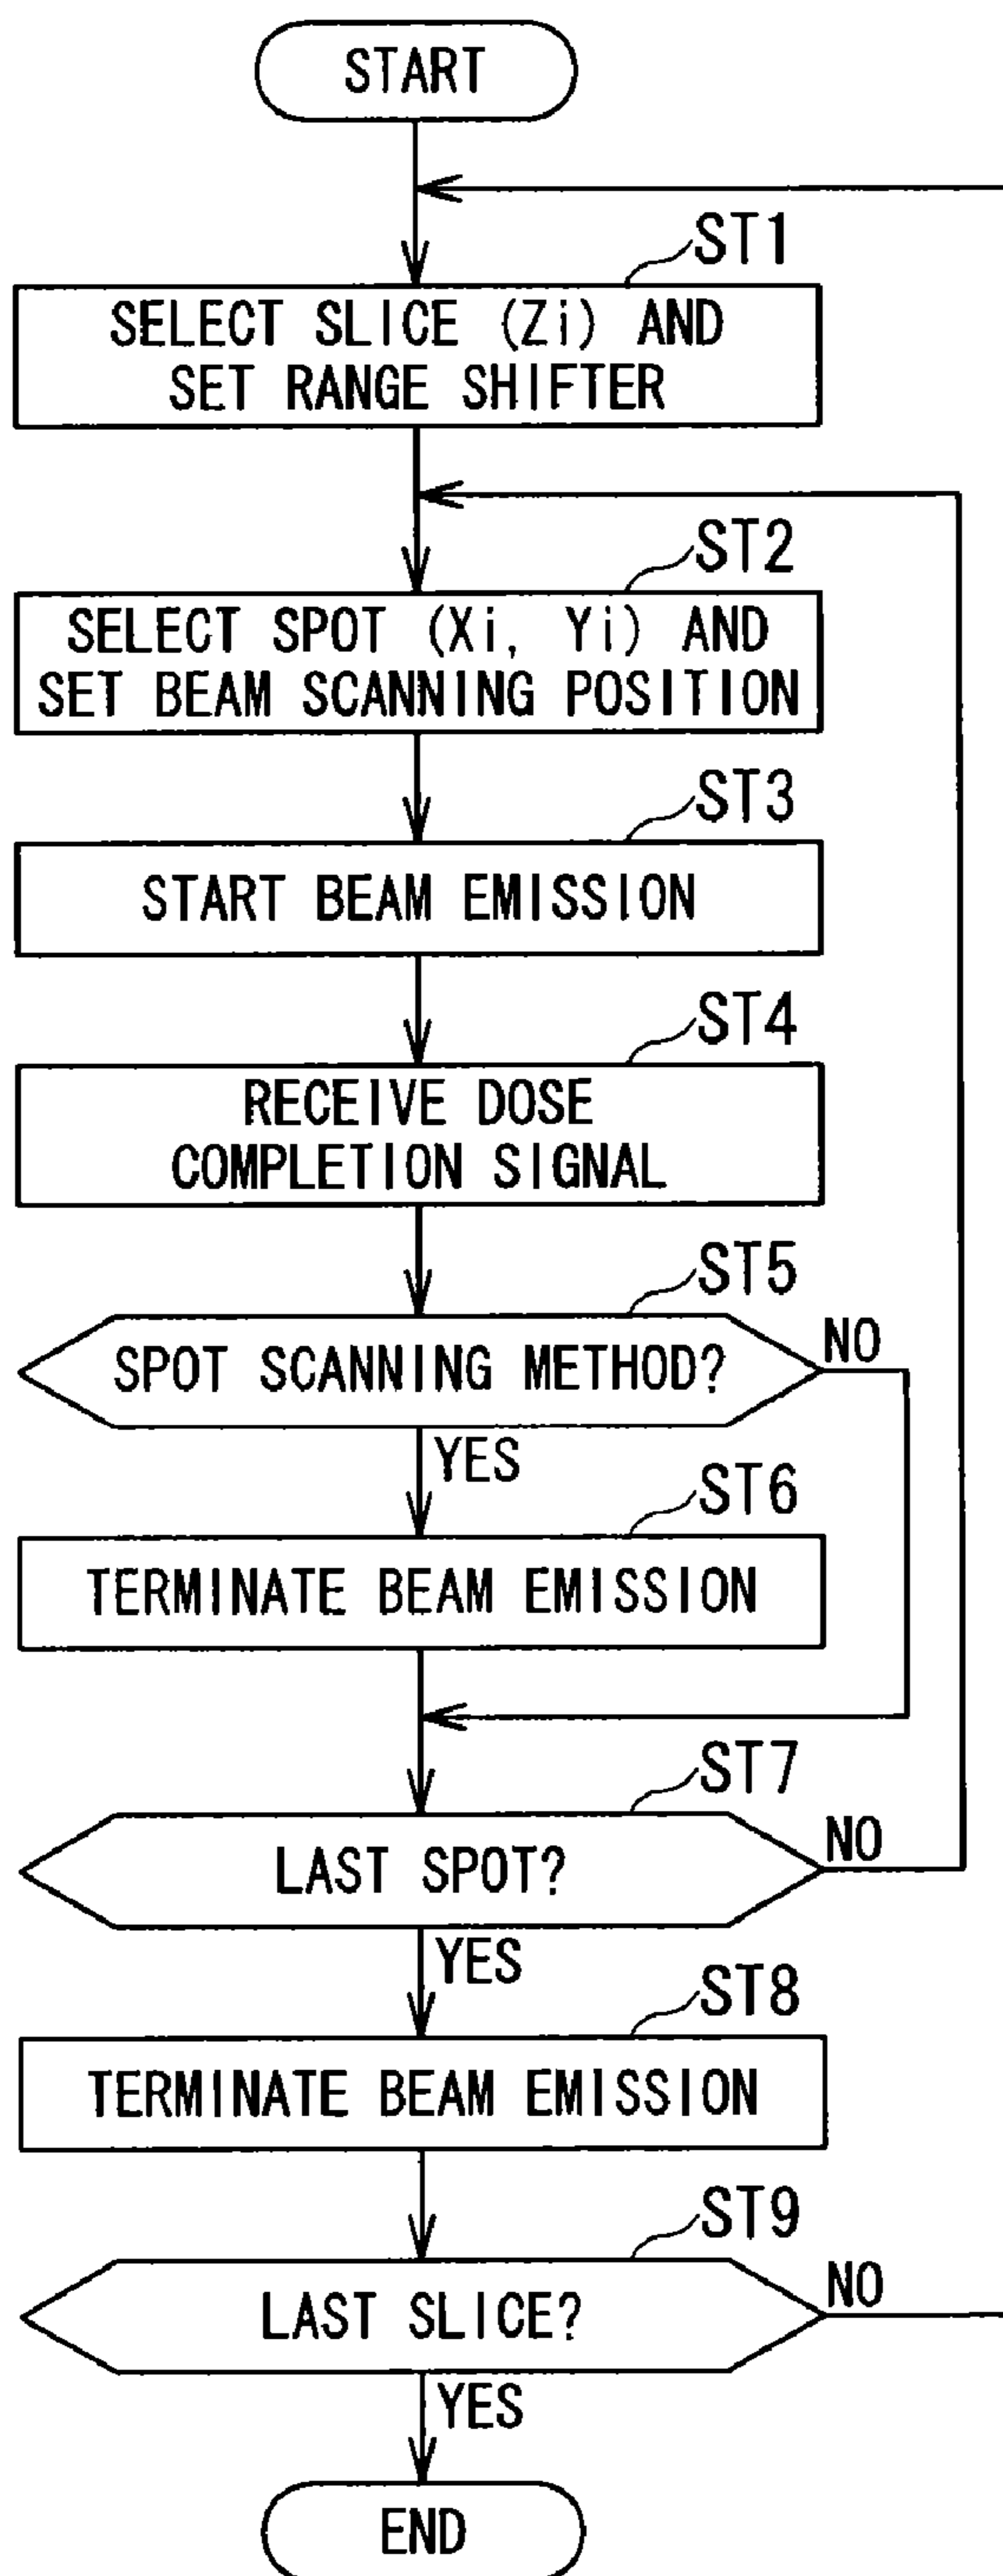 START
ST1
SELECT SLICE (Zi) AND
SET RANGE SHIFTER
ST2
SELECT SPOT (Xi, Yi) AND
SET BEAM SCANNING POSITION
ST3
START BEAM EMISSION
ST4
RECEIVE DOSE
COMPLETION SIGNAL
ST5
SPOT SCANNING METHOD?
NO
YES
ST6
TERMINATE BEAM EMISSION
ST7
LAST SPOT?
NO
YES
ST8
TERMINATE BEAM EMISSION
ST9
LAST SLICE?
NO
YES
END